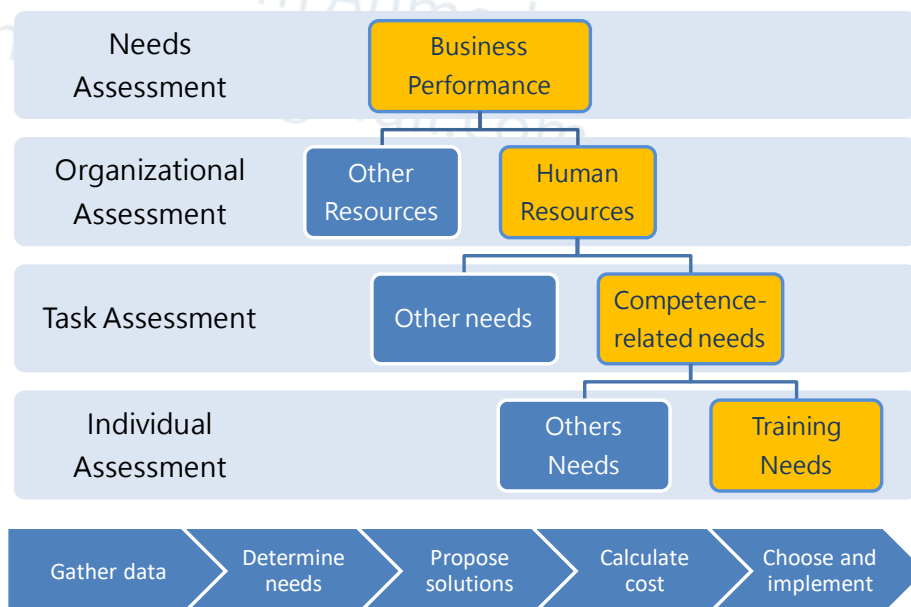 Needs
Assessment
Business
Performance
Organizational
Assessment
Other
Resources
Human
Resources
Task Assessment
Other needs
Competence-
related needs
Individual
Assessment
Others
Needs
Training
Needs
Gather data
Determine
needs
Propose
solutions
Calculate
cost
Choose and
implement